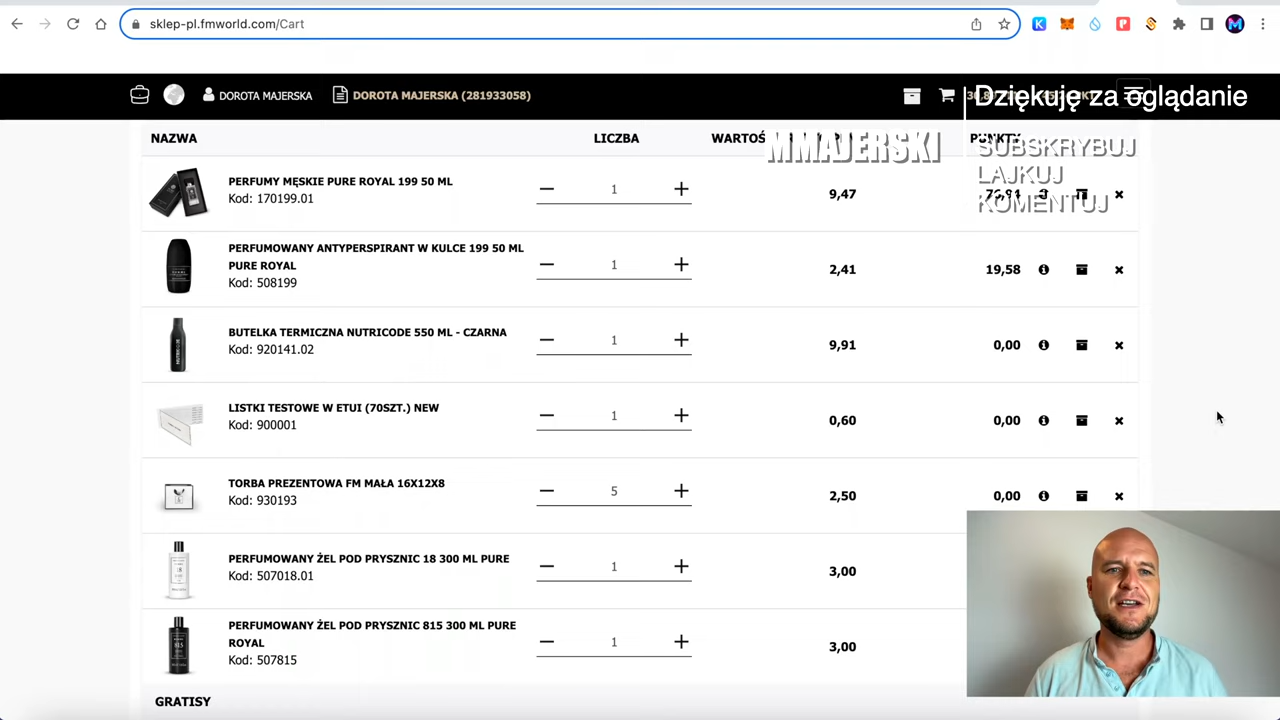 sklep-pl.fmworld.com/Cart
DOROTA MAJERSKA
DOROTA MAJERSKA (281933058)
Dziękuję za oglądanie
NAZWA
LICZBA
PUNKTY
MMAJERSKI
SUBSKRYBUJ
LAJKUJ
KOMENTUJ
PERFUMY MĘSKIE PURE ROYAL 199 50 ML
Kod: 170199.01
1
9,47
PERFUMOWANY ANTYPERSPIRANT W KULCE 199 50 ML
PURE ROYAL
Kod: 508199
1
2,41
19,58
BUTELKA TERMICZNA NUTRICODE 550 ML - CZARNA
Kod: 920141.02
1
9,91
0,00
LISTKI TESTOWE W ETUI (70SZT.) NEW
Kod: 900001
1
0,60
0,00
TORBA PREZENTOWA FM MAŁA 16X12X8
Kod: 930193
5
2,50
0,00
PERFUMOWANY ŻEL POD PRYSZNIC 18 300 ML PURE
Kod: 507018.01
1
3,00
PERFUMOWANY ŻEL POD PRYSZNIC 815 300 ML PURE
ROYAL
Kod: 507815
1
3,00
GRATISY